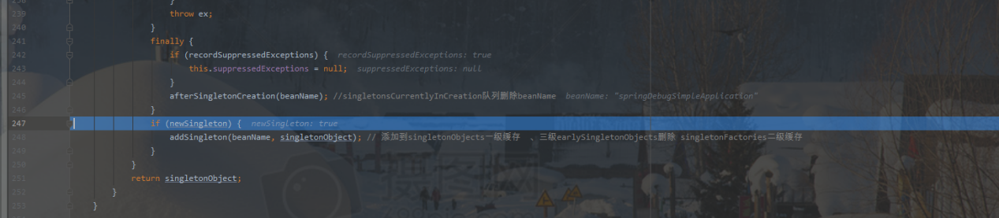 239 throw ex;
240 }
241 finally {
242 if (recordSuppressedExceptions) { recordSuppressedExceptions: true
243 this.suppressedExceptions = null; suppressedExceptions: null
244 }
245 afterSingletonCreation(beanName); //singletonsCurrentlyInCreation队列删除beanName beanName: "springDebugSimpleApplication"
246 }
247 if (newSingleton) { newSingleton: true
248 addSingleton(beanName, singletonObject); // 添加到singletonObjects一级缓存 、三级earlySingletonObjects删除 singletonFactories二级缓存
249 }
250 }
251 return singletonObject;
252 }
253 }